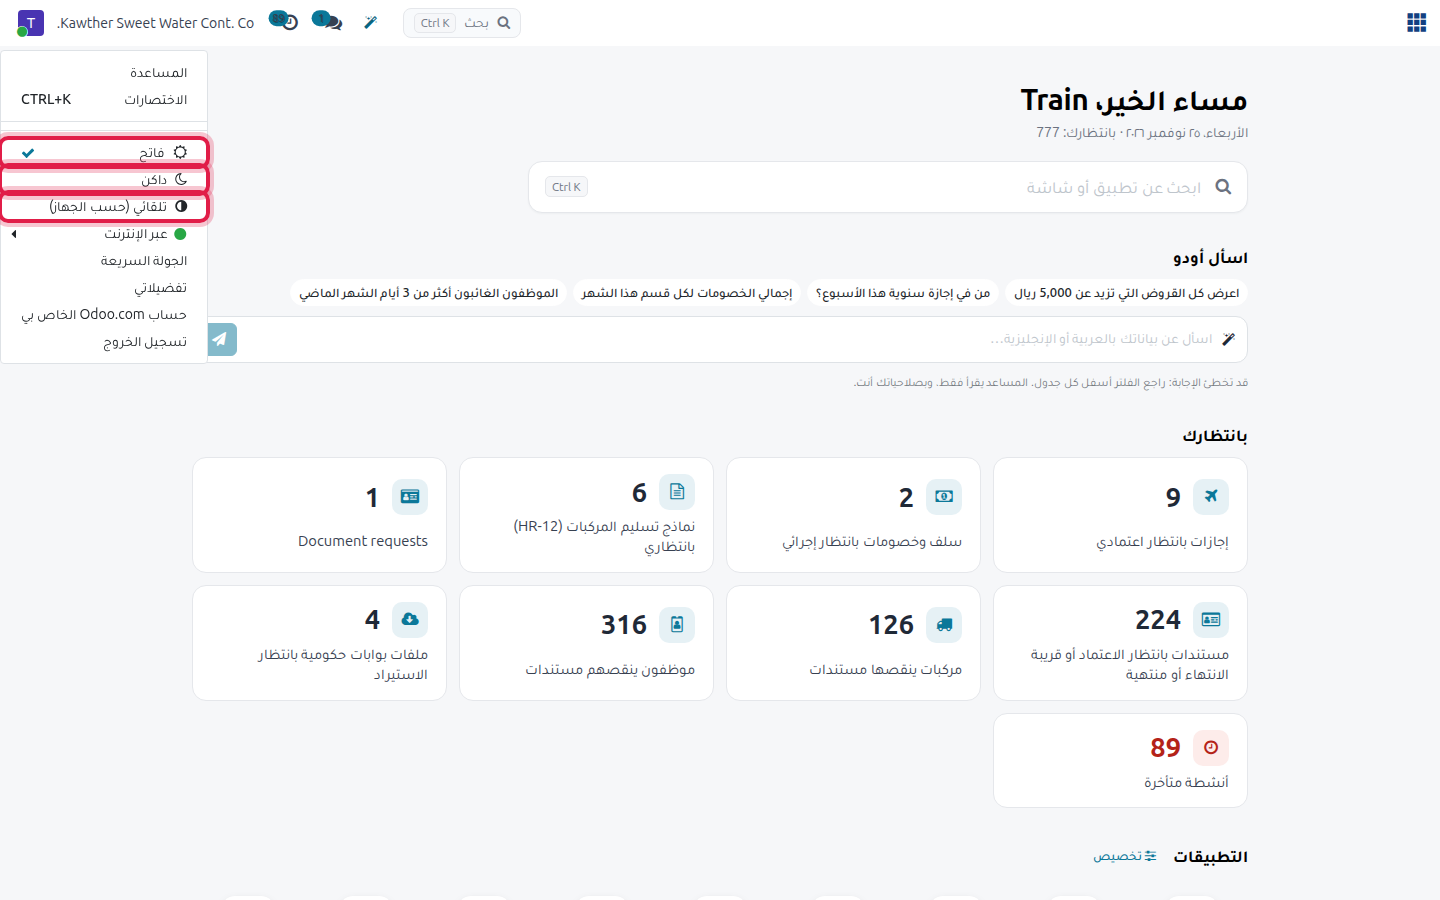 T
Kawther Sweet Water Cont. Co.
89
1
بحث
Ctrl K
المساعدة
الاختصارات CTRL+K
فاتح
داكن
تلقائي (حسب الجهاز)
عبر الإنترنت
الجولة السريعة
تفضيلاتي
حساب Odoo.com الخاص بي
تسجيل الخروج
مساء الخير، Train
الأربعاء، ٢٥ نوفمبر ٢٠٢٦ · بانتظارك: 777
ابحث عن تطبيق أو شاشة
Ctrl K
اسأل أودو
اعرض كل القروض التي تزيد عن 5,000 ريال
من في إجازة سنوية هذا الأسبوع؟
إجمالي الخصومات لكل قسم هذا الشهر
الموظفون الغائبون أكثر من 3 أيام الشهر الماضي
اسأل عن بياناتك بالعربية أو الإنجليزية...
قد تخطئ الإجابة: راجع الفلتر أسفل كل جدول. المساعد يقرأ فقط، وبصلاحياتك أنت.
بانتظارك
9
إجازات بانتظار اعتمادي
2
سلف وخصومات بانتظار إجرائي
6
نماذج تسليم المركبات (HR-12)
بانتظاري
1
Document requests
224
مستندات بانتظار الاعتماد أو قريبة
الانتهاء أو منتهية
126
مركبات ينقصها مستندات
316
موظفون ينقصهم مستندات
4
ملفات بوابات حكومية بانتظار
الاستيراد
89
أنشطة متأخرة
التطبيقات
تخصيص